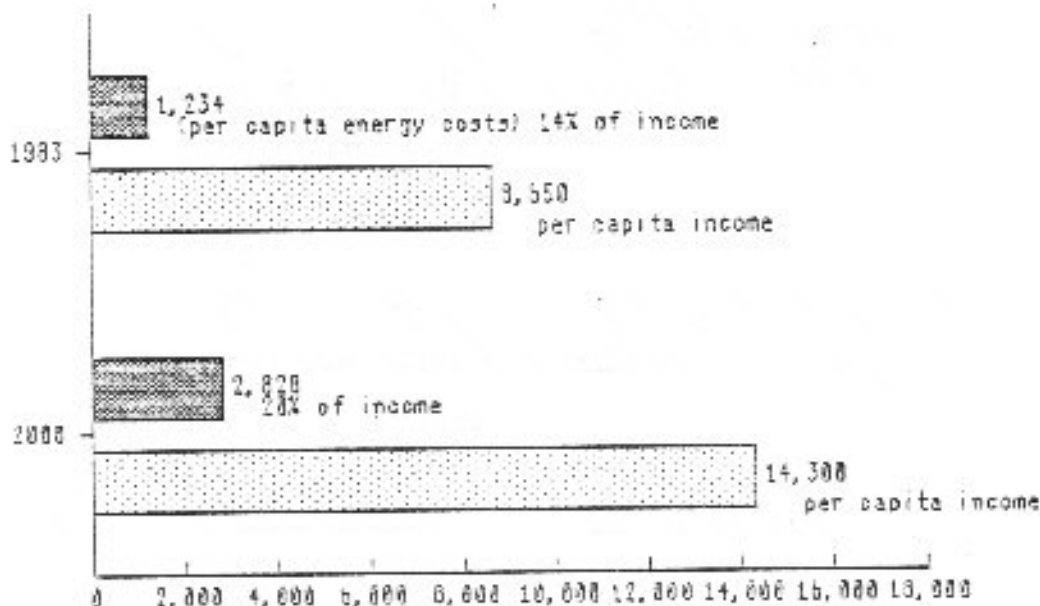 1,234
(per capita energy costs) 14% of income
1983
8,650
per capita income
2,820
20% of income
2000
14,300
per capita income
0 2,000 4,000 6,000 8,000 10,000 12,000 14,000 16,000 18,000